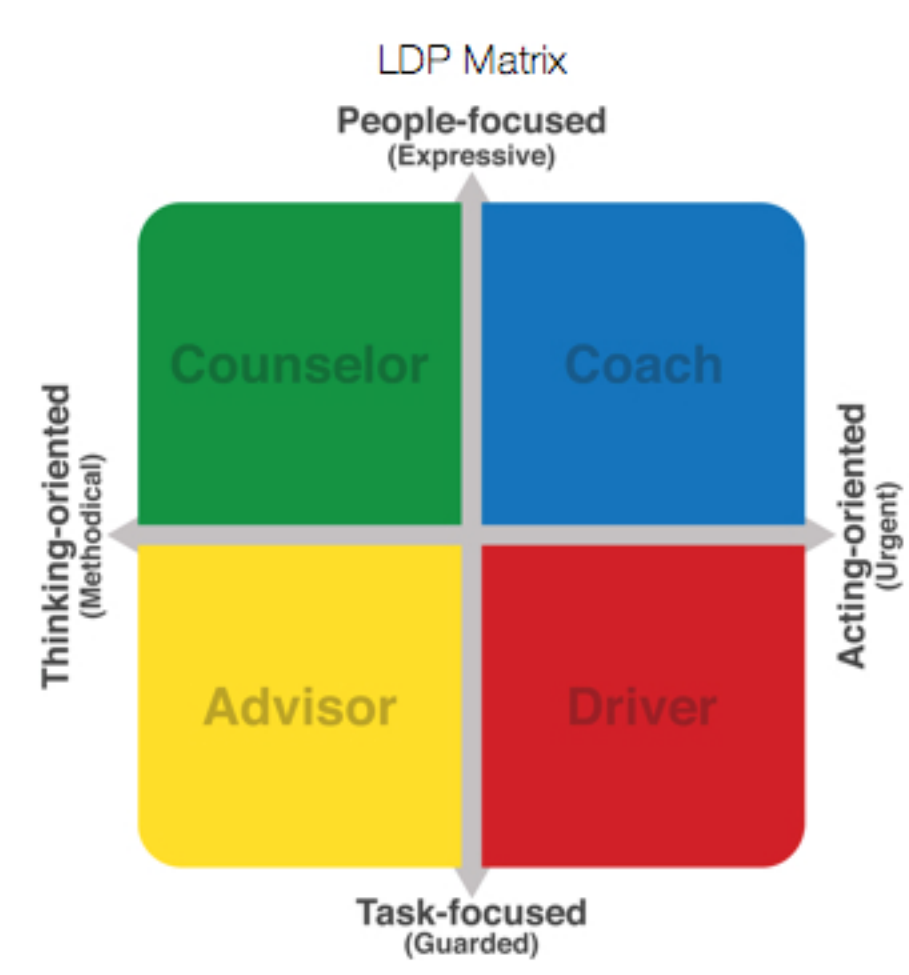 LDP Matrix
People-focused
(Expressive)
Counselor
Coach
Thinking-oriented
(Methodical)
Acting-oriented
(Urgent)
Advisor
Driver
Task-focused
(Guarded)